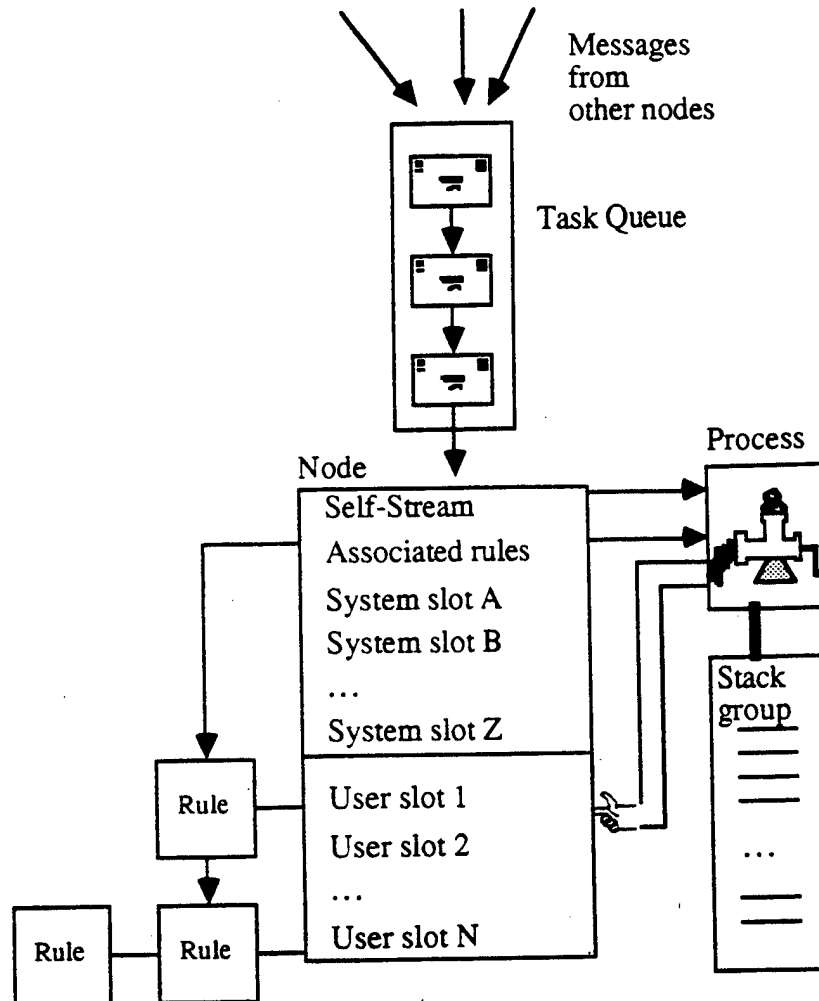 Messages
from
other nodes
Task Queue
Process
Node
Self-Stream
Associated rules
System slot A
System slot B
...
System slot Z
Stack
group
...
Rule
User slot 1
User slot 2
...
User slot N
Rule
Rule